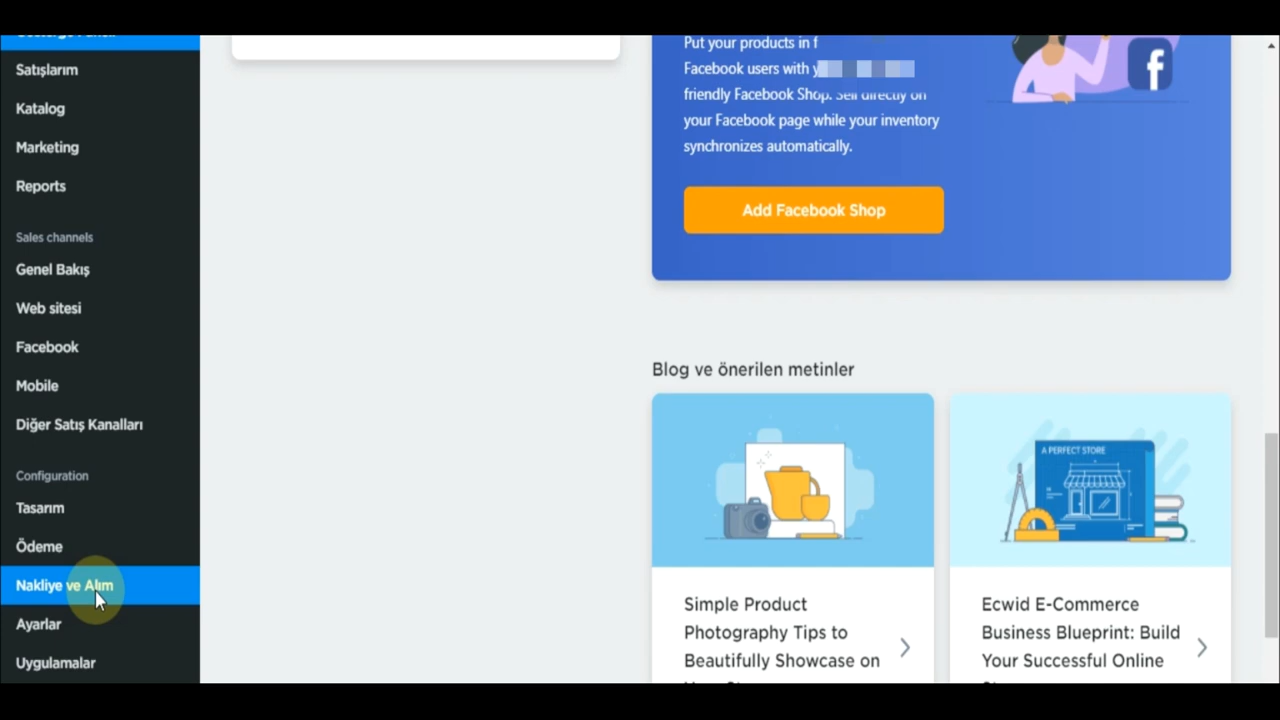 Satışlarım
Katalog
Marketing
Reports
Sales channels
Genel Bakış
Web sitesi
Facebook
Mobile
Diğer Satış Kanalları
Configuration
Tasarım
Ödeme
Nakliye ve Alım
Ayarlar
Uygulamalar
Put your products in
Facebook users with
friendly Facebook Shop. Sell directly on
your Facebook page while your inventory
synchronizes automatically.
Add Facebook Shop
Blog ve önerilen metinler
Simple Product
Photography Tips to
Beautifully Showcase on
A PERFECT STORE
Ecwid E-Commerce
Business Blueprint: Build
Your Successful Online